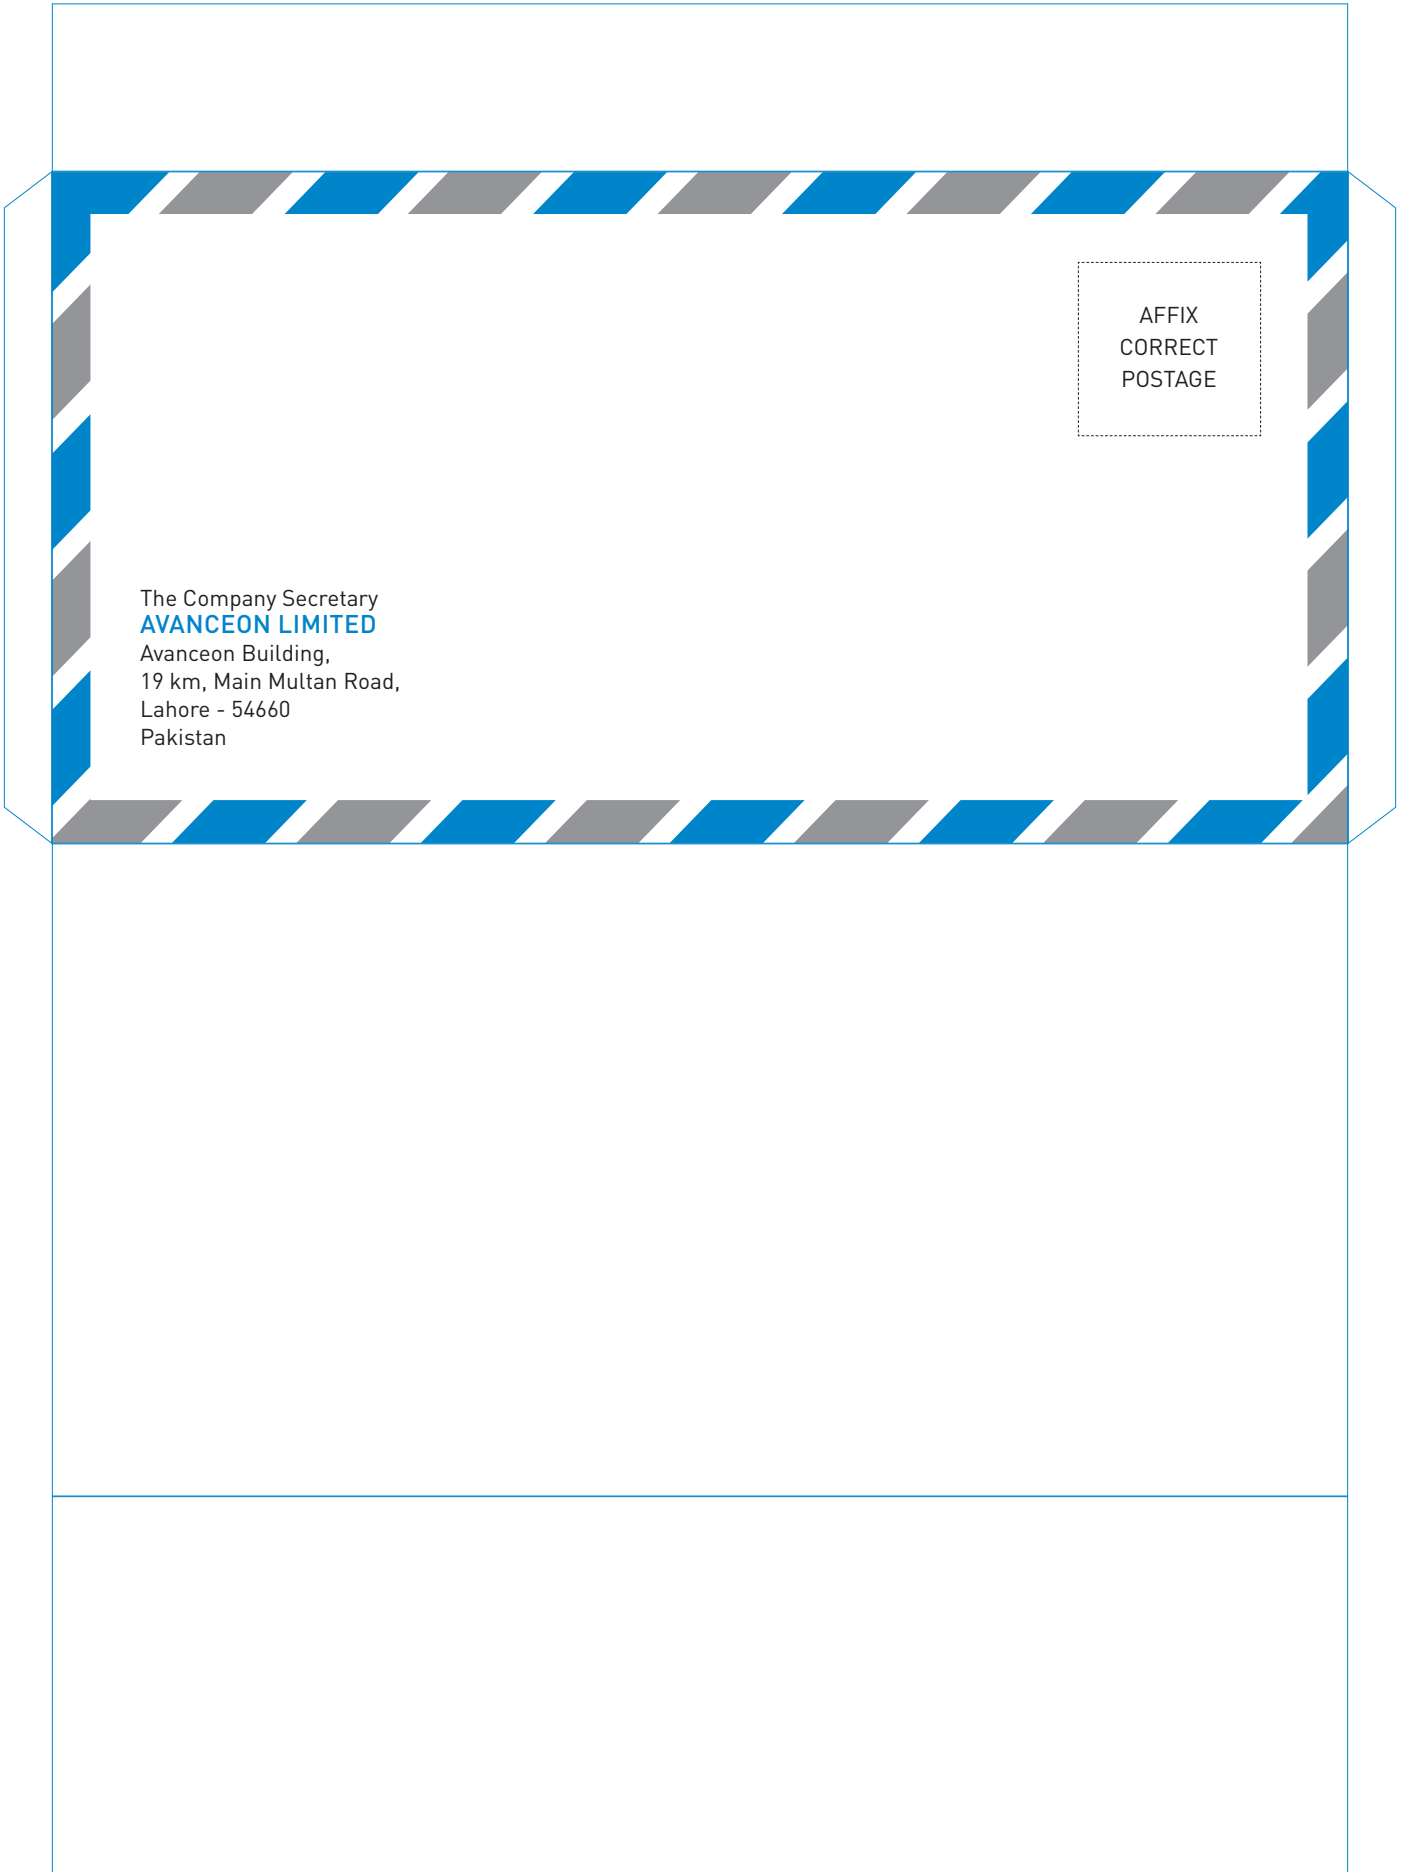 AFFIX
CORRECT
POSTAGE
The Company Secretary
AVANCEON LIMITED
Avanceon Building,
19 km, Main Multan Road,
Lahore - 54660
Pakistan